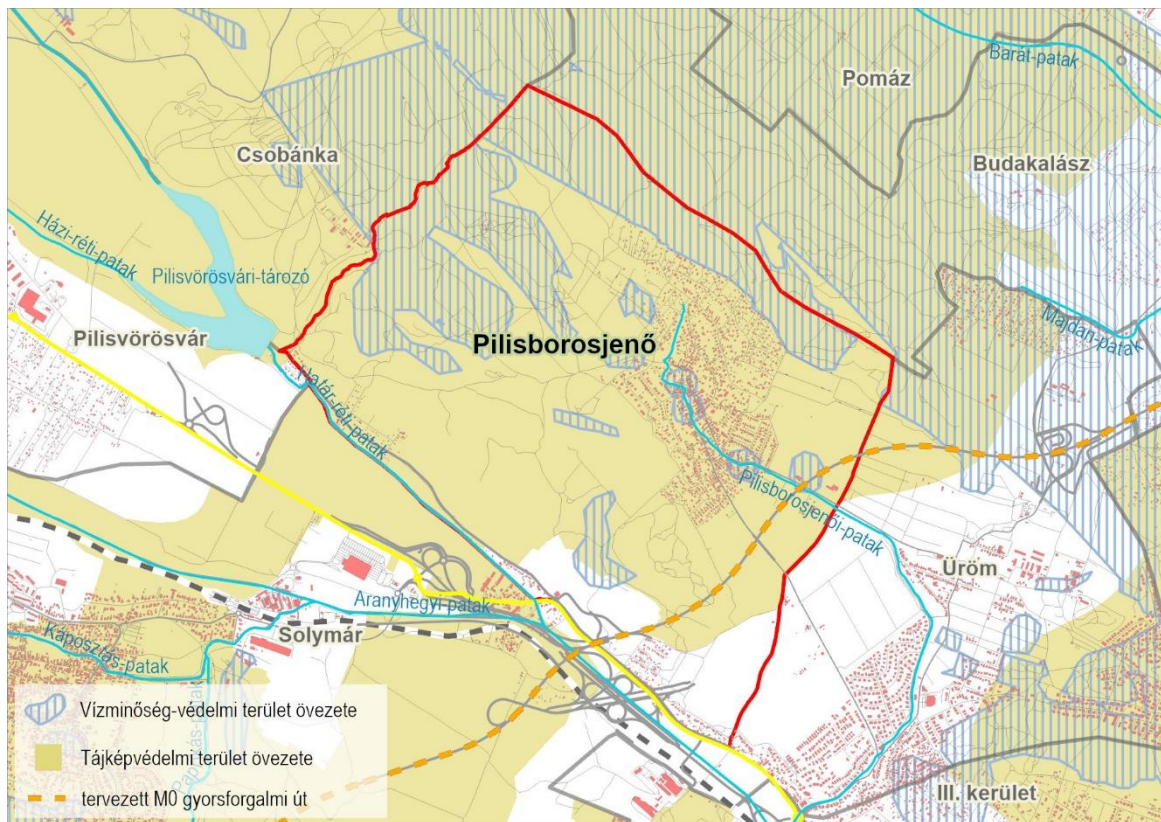 Pomáz
Barát-patak
Csobánka
Budakalász
Házi-réti-patak
Pilisvörösvári-tározó
Majdán-patak
Pilisvörösvár
Pilisborosjenő
Határ-réti-patak
Pilisborosjenői-patak
Üröm
Aranyhegyi-patak
Solymár
Káposztás-patak
III. kerület
Vízminőség-védelmi terület övezete
Tájképvédelmi terület övezete
tervezett M0 gyorsforgalmi út